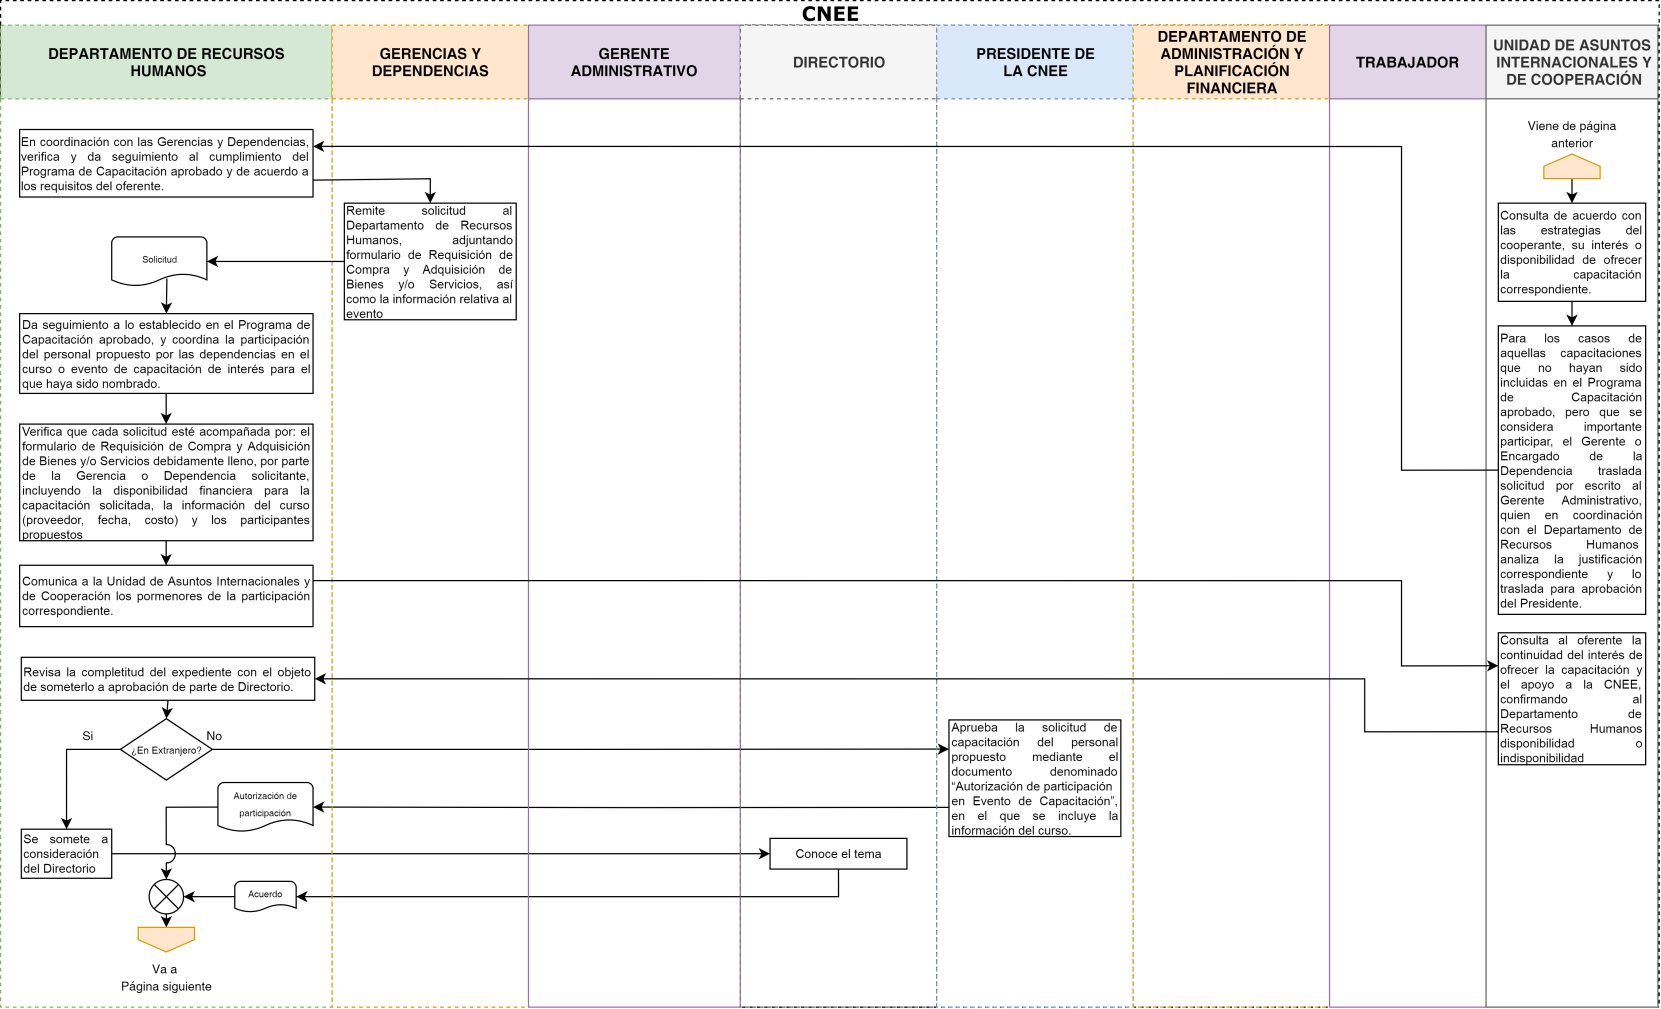 CNEE
DEPARTAMENTO DE RECURSOS
HUMANOS
GERENCIAS Y
DEPENDENCIAS
GERENTE
ADMINISTRATIVO
DIRECTORIO
PRESIDENTE DE
LA CNEE
DEPARTAMENTO DE
ADMINISTRACIÓN Y
PLANIFICACIÓN
FINANCIERA
TRABAJADOR
UNIDAD DE ASUNTOS
INTERNACIONALES Y
DE COOPERACIÓN
Viene de página
anterior
Consulta de acuerdo con
las estrategias del
cooperante, su interés o
disponibilidad de ofrecer
la capacitación
correspondiente.
Para los casos de
aquellas capacitaciones
que no hayan sido
incluidas en el Programa
de Capacitación
aprobado, pero que se
considera importante
participar, el Gerente o
Encargado de la
Dependencia traslada
solicitud por escrito al
Gerente Administrativo,
quien en coordinación
con el Departamento de
Recursos Humanos
analiza la justificación
correspondiente y lo
traslada para aprobación
del Presidente.
En coordinación con las Gerencias y Dependencias,
verifica y da seguimiento al cumplimiento del
Programa de Capacitación aprobado y de acuerdo a
los requisitos del oferente.
Remite solicitud al
Departamento de Recursos
Humanos, adjuntando
formulario de Requisición de
Compra y Adquisición de
Bienes y/o Servicios, así
como la información relativa al
evento
Solicitud
Da seguimiento a lo establecido en el Programa de
Capacitación aprobado, y coordina la participación
del personal propuesto por las dependencias en el
curso o evento de capacitación de interés para el
que haya sido nombrado.
Verifica que cada solicitud esté acompañada por: el
formulario de Requisición de Compra y Adquisición
de Bienes y/o Servicios debidamente lleno, por parte
de la Gerencia o Dependencia solicitante,
incluyendo la disponibilidad financiera para la
capacitación solicitada, la información del curso
(proveedor, fecha, costo) y los participantes
propuestos
Comunica a la Unidad de Asuntos Internacionales y
de Cooperación los pormenores de la participación
correspondiente.
Consulta al oferente la
continuidad del interés de
ofrecer la capacitación y
el apoyo a la CNEE,
confirmando al
Departamento de
Recursos Humanos
disponibilidad o
indisponibilidad
Revisa la completitud del expediente con el objeto
de someterlo a aprobación de parte de Directorio.
Si
¿En Extranjero?
No
Aprueba la solicitud de
capacitación del personal
propuesto mediante el
documento denominado
“Autorización de participación
en Evento de Capacitación”,
en el que se incluye la
información del curso.
Autorización de
participación
Se somete a
consideración
del Directorio
Conoce el tema
Acuerdo
Va a
Página siguiente